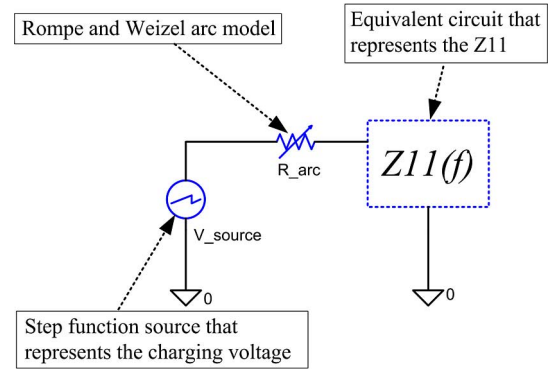 Rompe and Weizel arc model
Equivalent circuit that
represents the Z11
R_arc
Z11(f)
V_source
0
0
Step function source that
represents the charging voltage